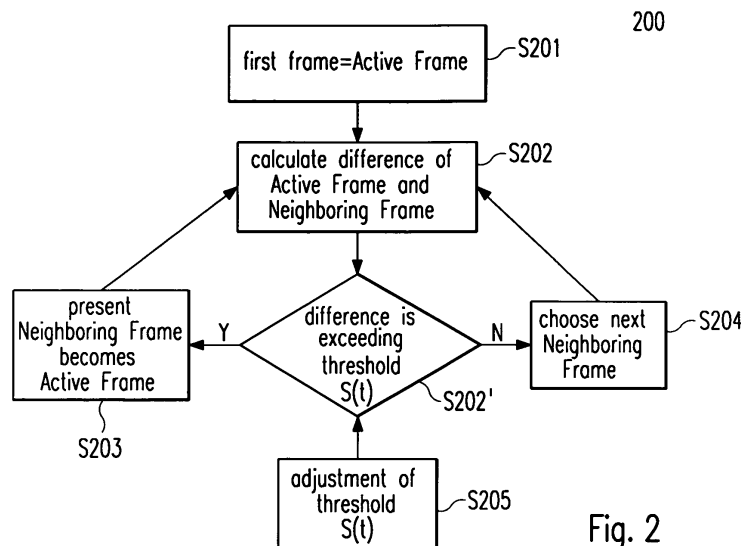 200
first frame=Active Frame
S201
calculate difference of
Active Frame and
Neighboring Frame
S202
present
Neighboring Frame
becomes
Active Frame
S203
Y
difference is
exceeding
threshold
S(t)
S202'
N
choose next
Neighboring
Frame
S204
adjustment of
threshold
S(t)
S205
Fig. 2